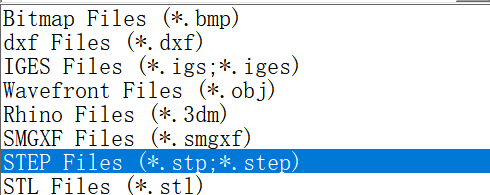 Bitmap Files (*.bmp)
dxf Files (*.dxf)
IGES Files (*.igs;*.iges)
Wavefront Files (*.obj)
Rhino Files (*.3dm)
SMGXF Files (*.smgxf)
STEP Files (*.stp;*.step)
STL Files (*.stl)